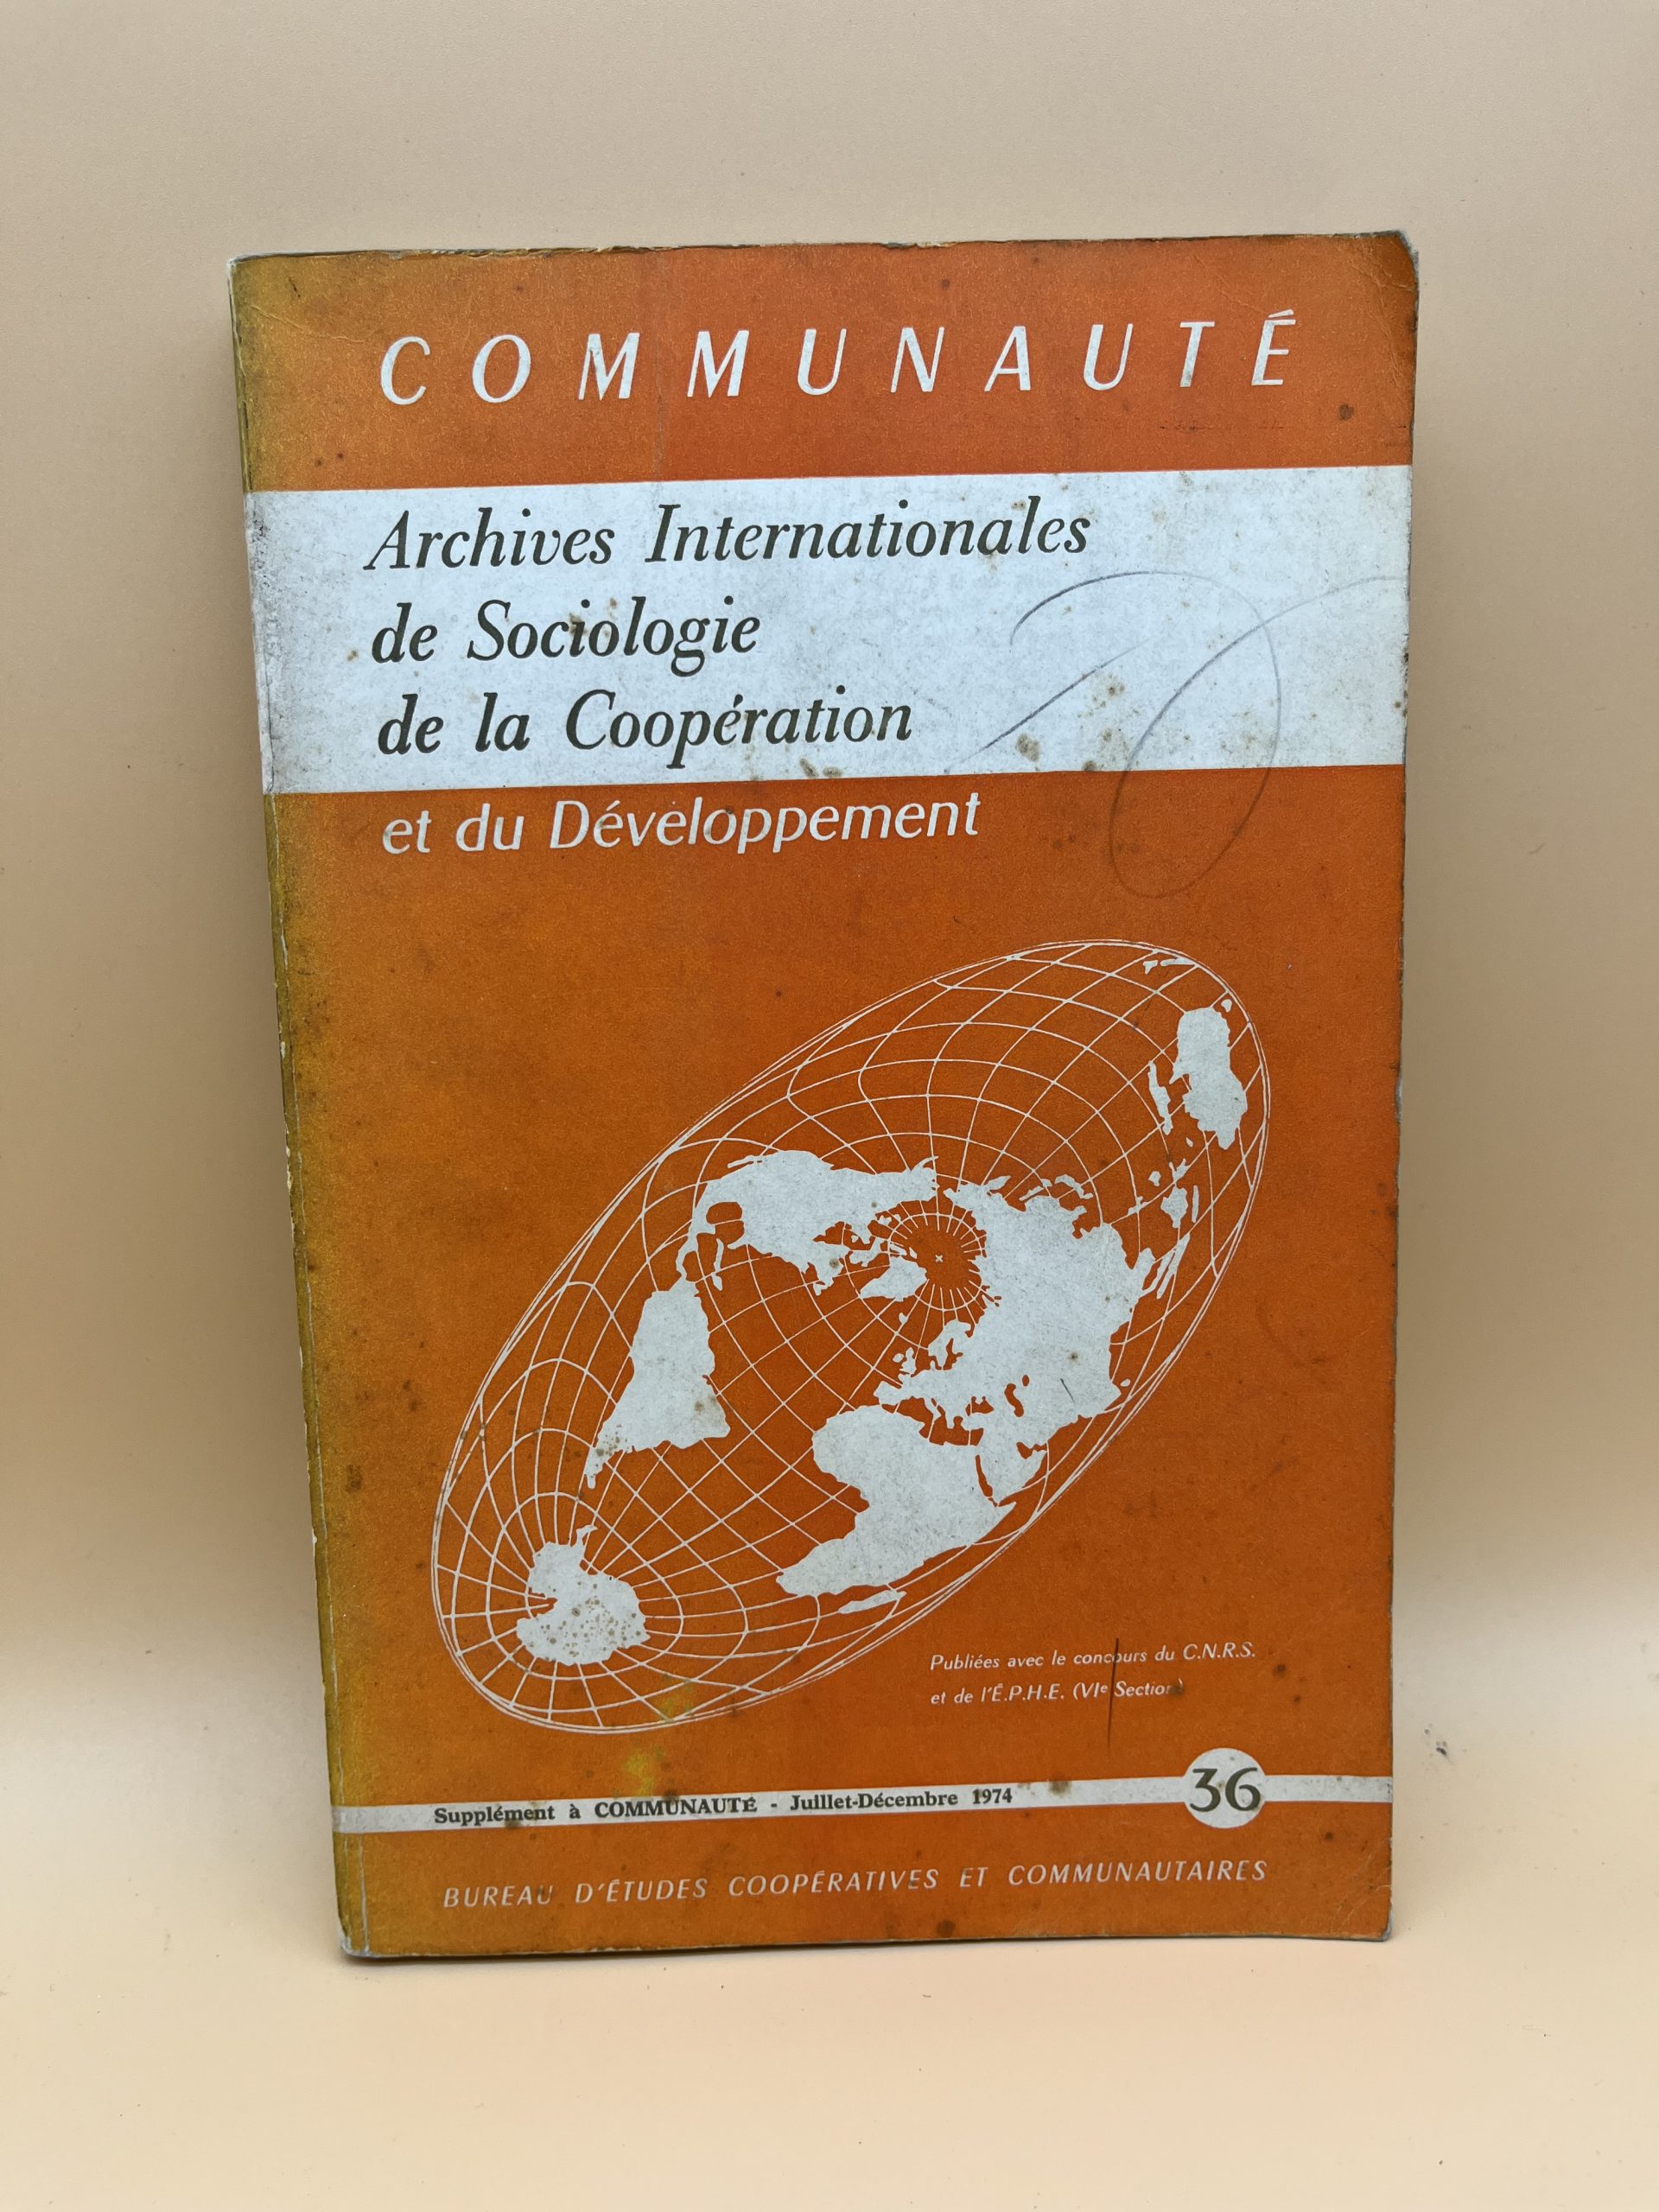 COMMUNAUTÉ
Archives Internationales
de Sociologie
de la Coopération
et du Développement
Publiées avec le concours du C.N.R.S.
et de l'É.P.H.E. (VIe Section)
36
Supplément à COMMUNAUTÉ - Juillet-Décembre 1974
BUREAU D'ÉTUDES COOPÉRATIVES ET COMMUNAUTAIRES